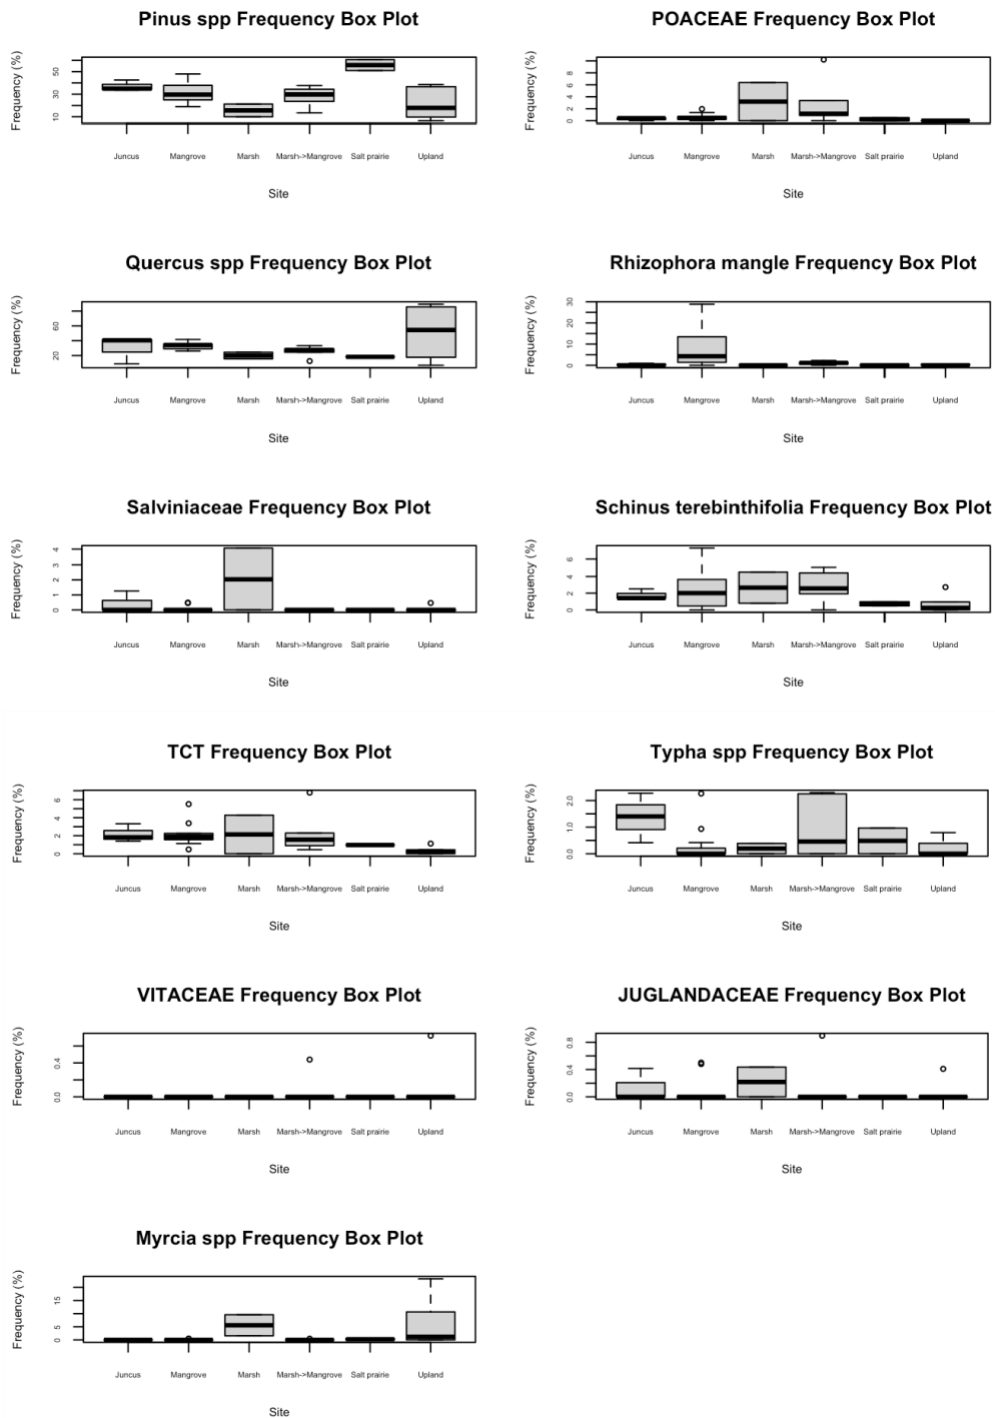 Pinus spp Frequency Box Plot
Frequency (%)
10 30 50
Juncus Mangrove Marsh Marsh->Mangrove Salt prairie Upland
Site
POACEAE Frequency Box Plot
Frequency (%)
0 2 4 6 8
Juncus Mangrove Marsh Marsh->Mangrove Salt prairie Upland
Site
Quercus spp Frequency Box Plot
Frequency (%)
20 60
Juncus Mangrove Marsh Marsh->Mangrove Salt prairie Upland
Site
Rhizophora mangle Frequency Box Plot
Frequency (%)
0 5 10 20 30
Juncus Mangrove Marsh Marsh->Mangrove Salt prairie Upland
Site
Salviniaceae Frequency Box Plot
Frequency (%)
0 1 2 3 4
Juncus Mangrove Marsh Marsh->Mangrove Salt prairie Upland
Site
Schinus terebinthifolia Frequency Box Plot
Frequency (%)
0 2 4 6
Juncus Mangrove Marsh Marsh->Mangrove Salt prairie Upland
Site
TCT Frequency Box Plot
Frequency (%)
0 2 4 6
Juncus Mangrove Marsh Marsh->Mangrove Salt prairie Upland
Site
Typha spp Frequency Box Plot
Frequency (%)
0.0 1.0 2.0
Juncus Mangrove Marsh Marsh->Mangrove Salt prairie Upland
Site
VITACEAE Frequency Box Plot
Frequency (%)
0.0 0.4
Juncus Mangrove Marsh Marsh->Mangrove Salt prairie Upland
Site
JUGLANDACEAE Frequency Box Plot
Frequency (%)
0.0 0.4 0.8
Juncus Mangrove Marsh Marsh->Mangrove Salt prairie Upland
Site
Myrcia spp Frequency Box Plot
Frequency (%)
0 5 15
Juncus Mangrove Marsh Marsh->Mangrove Salt prairie Upland
Site